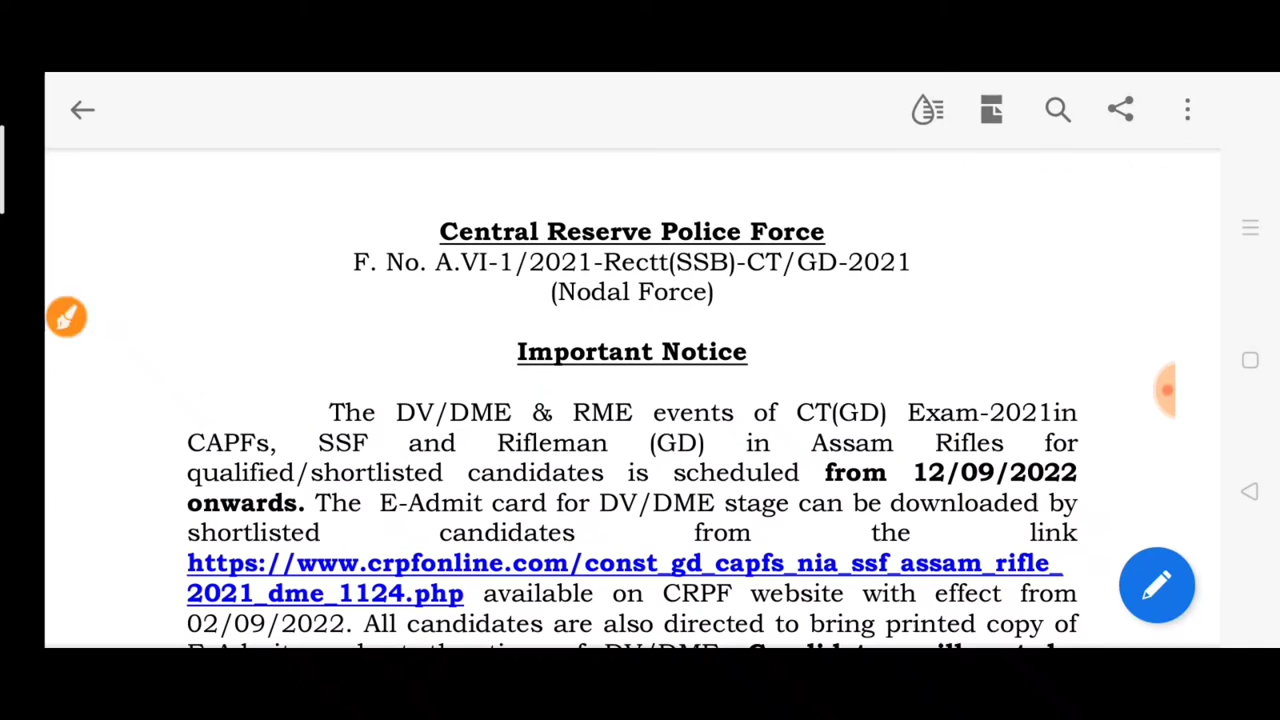 Central Reserve Police Force
F. No. A.VI-1/2021-Rectt(SSB)-CT/GD-2021
(Nodal Force)
Important Notice
The DV/DME & RME events of CT(GD) Exam-2021in
CAPFs, SSF and Rifleman (GD) in Assam Rifles for
qualified/shortlisted candidates is scheduled from 12/09/2022
onwards. The E-Admit card for DV/DME stage can be downloaded by
shortlisted candidates from the link
https://www.crpfonline.com/const_gd_capfs_nia_ssf_assam_rifle_
2021_dme_1124.php available on CRPF website with effect from
02/09/2022. All candidates are also directed to bring printed copy of